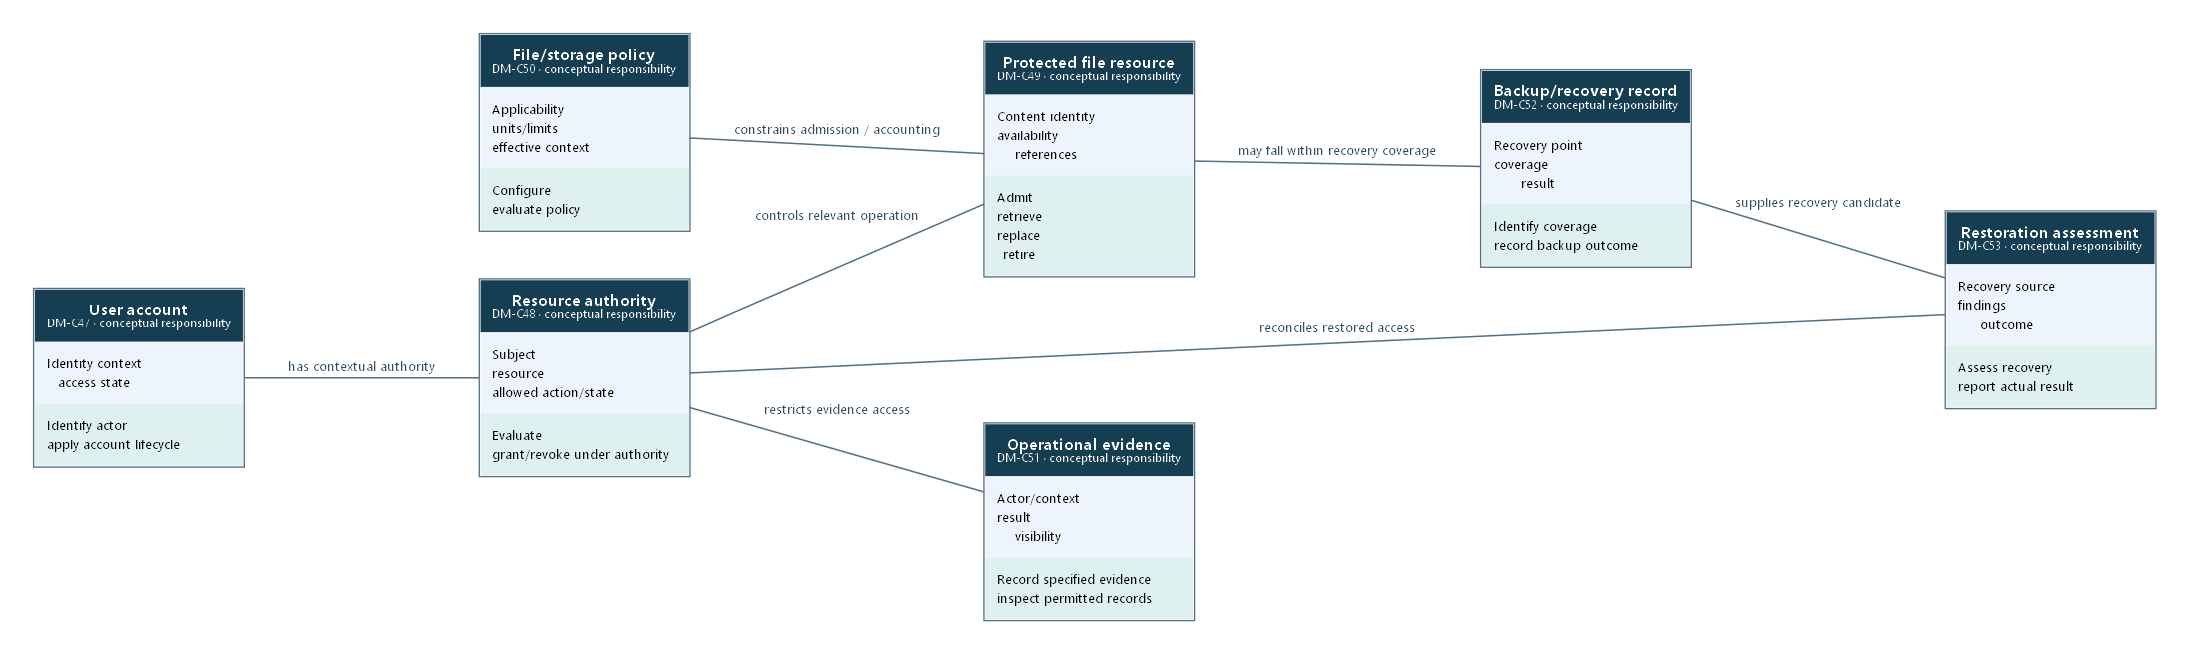 File/storage policy
DM-C50 · conceptual responsibility
Applicability
units/limits
effective context
Configure
evaluate policy
constrains admission / accounting
Protected file resource
DM-C49 · conceptual responsibility
Content identity
availability
references
Admit
retrieve
replace
retire
may fall within recovery coverage
Backup/recovery record
DM-C52 · conceptual responsibility
Recovery point
coverage
result
Identify coverage
record backup outcome
supplies recovery candidate
Restoration assessment
DM-C53 · conceptual responsibility
Recovery source
findings
outcome
Assess recovery
report actual result
controls relevant operation
User account
DM-C47 · conceptual responsibility
Identity context
access state
Identify actor
apply account lifecycle
has contextual authority
Resource authority
DM-C48 · conceptual responsibility
Subject
resource
allowed action/state
Evaluate
grant/revoke under authority
reconciles restored access
restricts evidence access
Operational evidence
DM-C51 · conceptual responsibility
Actor/context
result
visibility
Record specified evidence
inspect permitted records